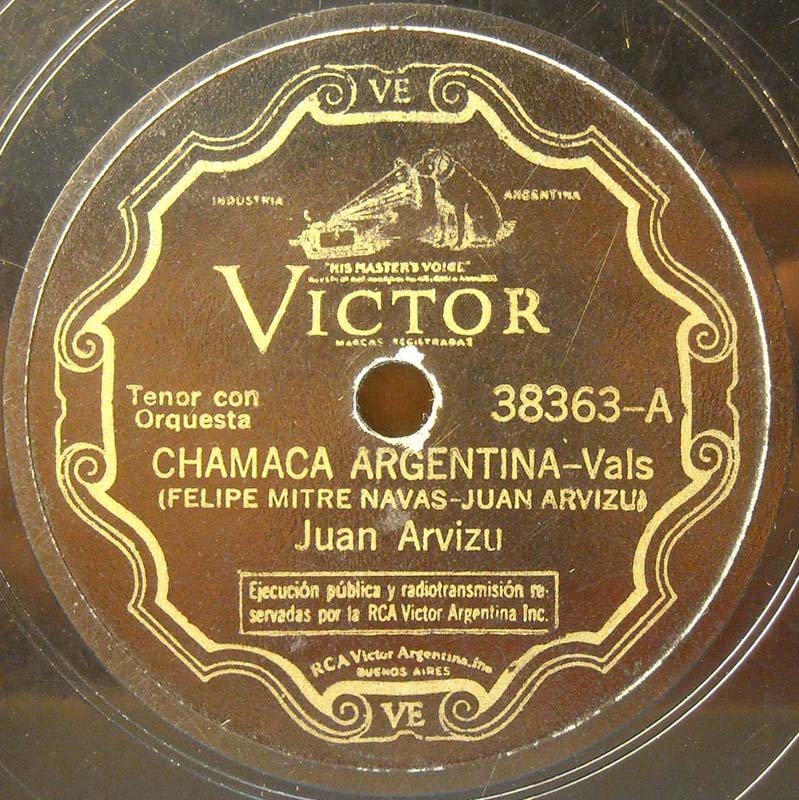 VE
INDUSTRIA
ARGENTINA
"HIS MASTER'S VOICE"
VICTOR
MARCAS REGISTRADAS
Tenor con
Orquesta
38363-A
CHAMACA ARGENTINA-Vals
(FELIPE MITRE NAVAS-JUAN ARVIZU)
Juan Arvizu
Ejecución pública y radiotransmisión re-
servadas por la RCA Victor Argentina Inc.
RCA Victor Argentina, Inc
BUENOS AIRES
VE